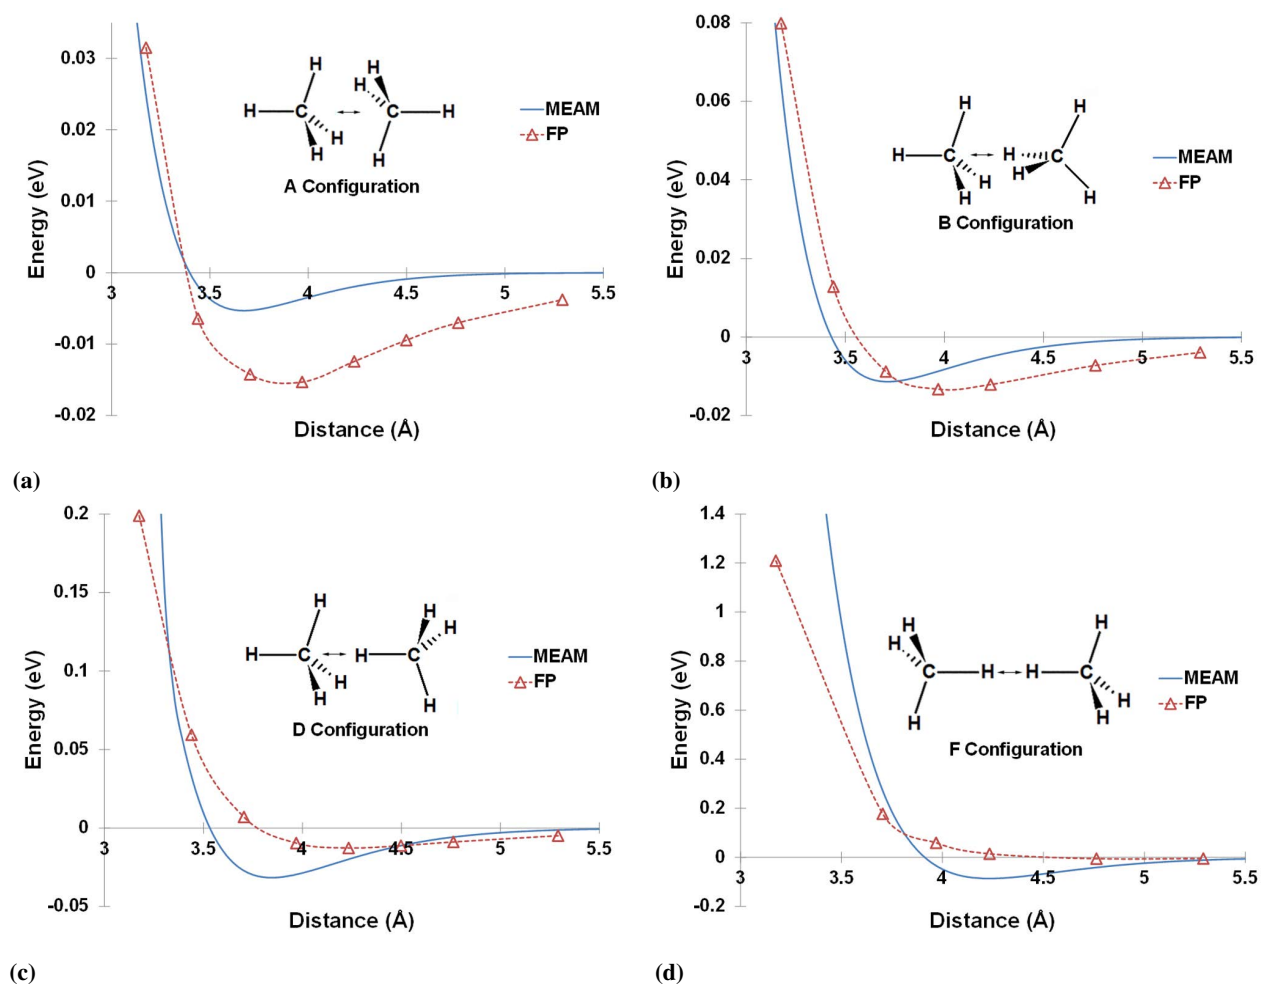 0.03
0.02
0.01
0
-0.01
-0.02
3
3.5
4
4.5
5
5.5
Energy (eV)
Distance (Å)
H
H
H
C
H
H
H
C
H
H
A Configuration
MEAM
FP
(a)
0.08
0.06
0.04
0.02
0
-0.02
3
3.5
4
4.5
5
5.5
Energy (eV)
Distance (Å)
H
H
H
C
H
H
H
C
H
H
B Configuration
MEAM
FP
(b)
0.2
0.15
0.1
0.05
0
-0.05
3
3.5
4
4.5
5
5.5
Energy (eV)
Distance (Å)
H
H
H
C
H
H
H
C
H
H
D Configuration
MEAM
FP
(c)
1.4
1.2
1
0.8
0.6
0.4
0.2
0
-0.2
3
3.5
4
4.5
5
5.5
Energy (eV)
Distance (Å)
H
H
C
H
H
H
H
C
H
H
F Configuration
MEAM
FP
(d)